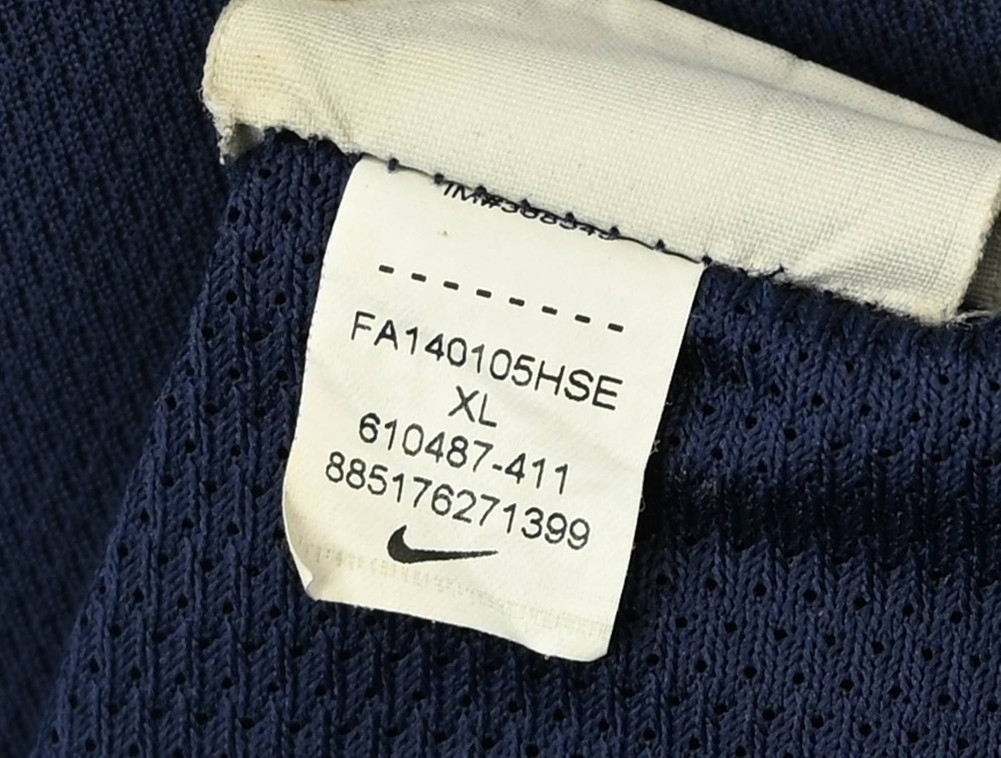 - - - - - - - -
FA140105HSE
XL
610487-411
885176271399